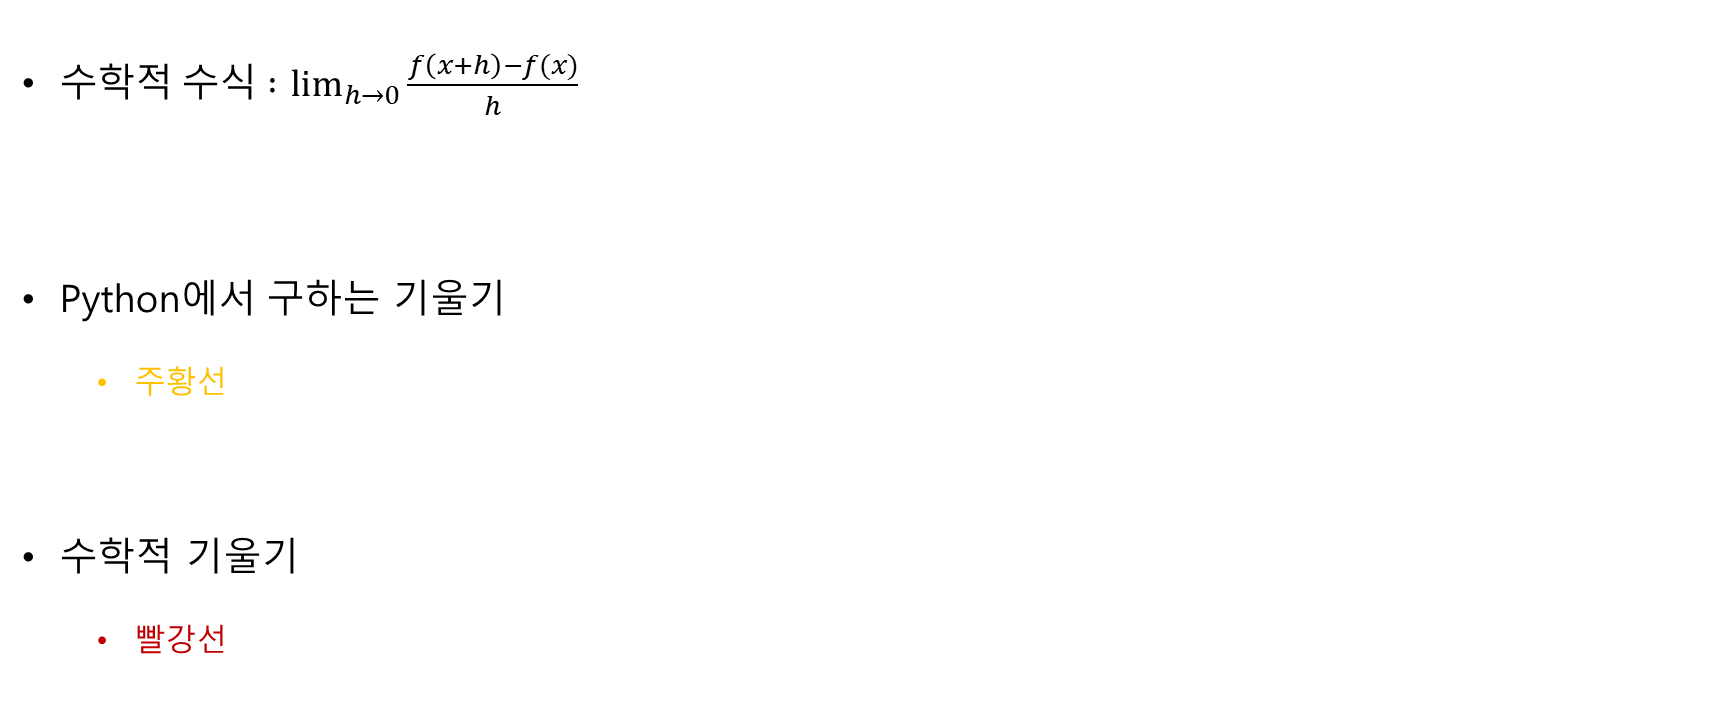 • 수학적 수식 : lim_{h→0} \frac{f(x+h)−f(x)}{h}
• Python에서 구하는 기울기
• 주황선
• 수학적 기울기
• 빨강선